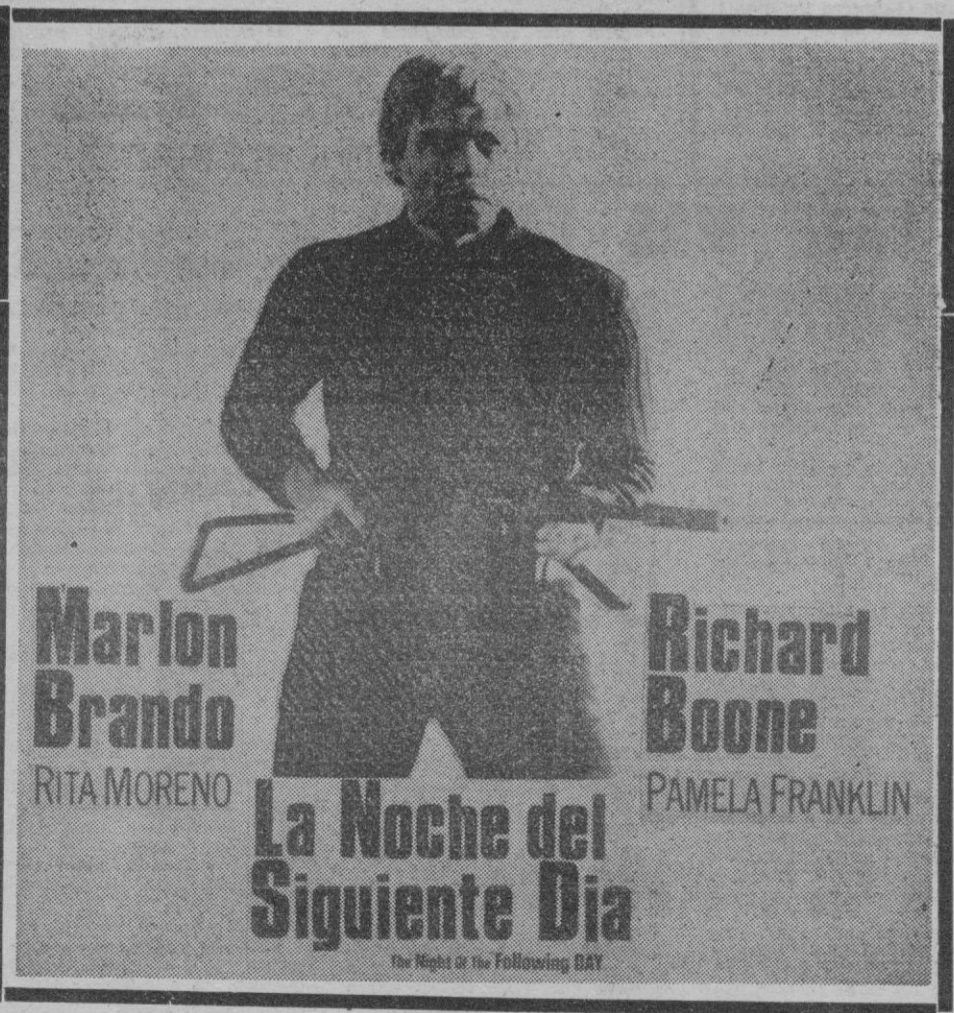 Marlon
Brando
RITA MORENO
Richard
Boone
PAMELA FRANKLIN
La Noche del
Siguiente Dia
The Night Of The Following DAY